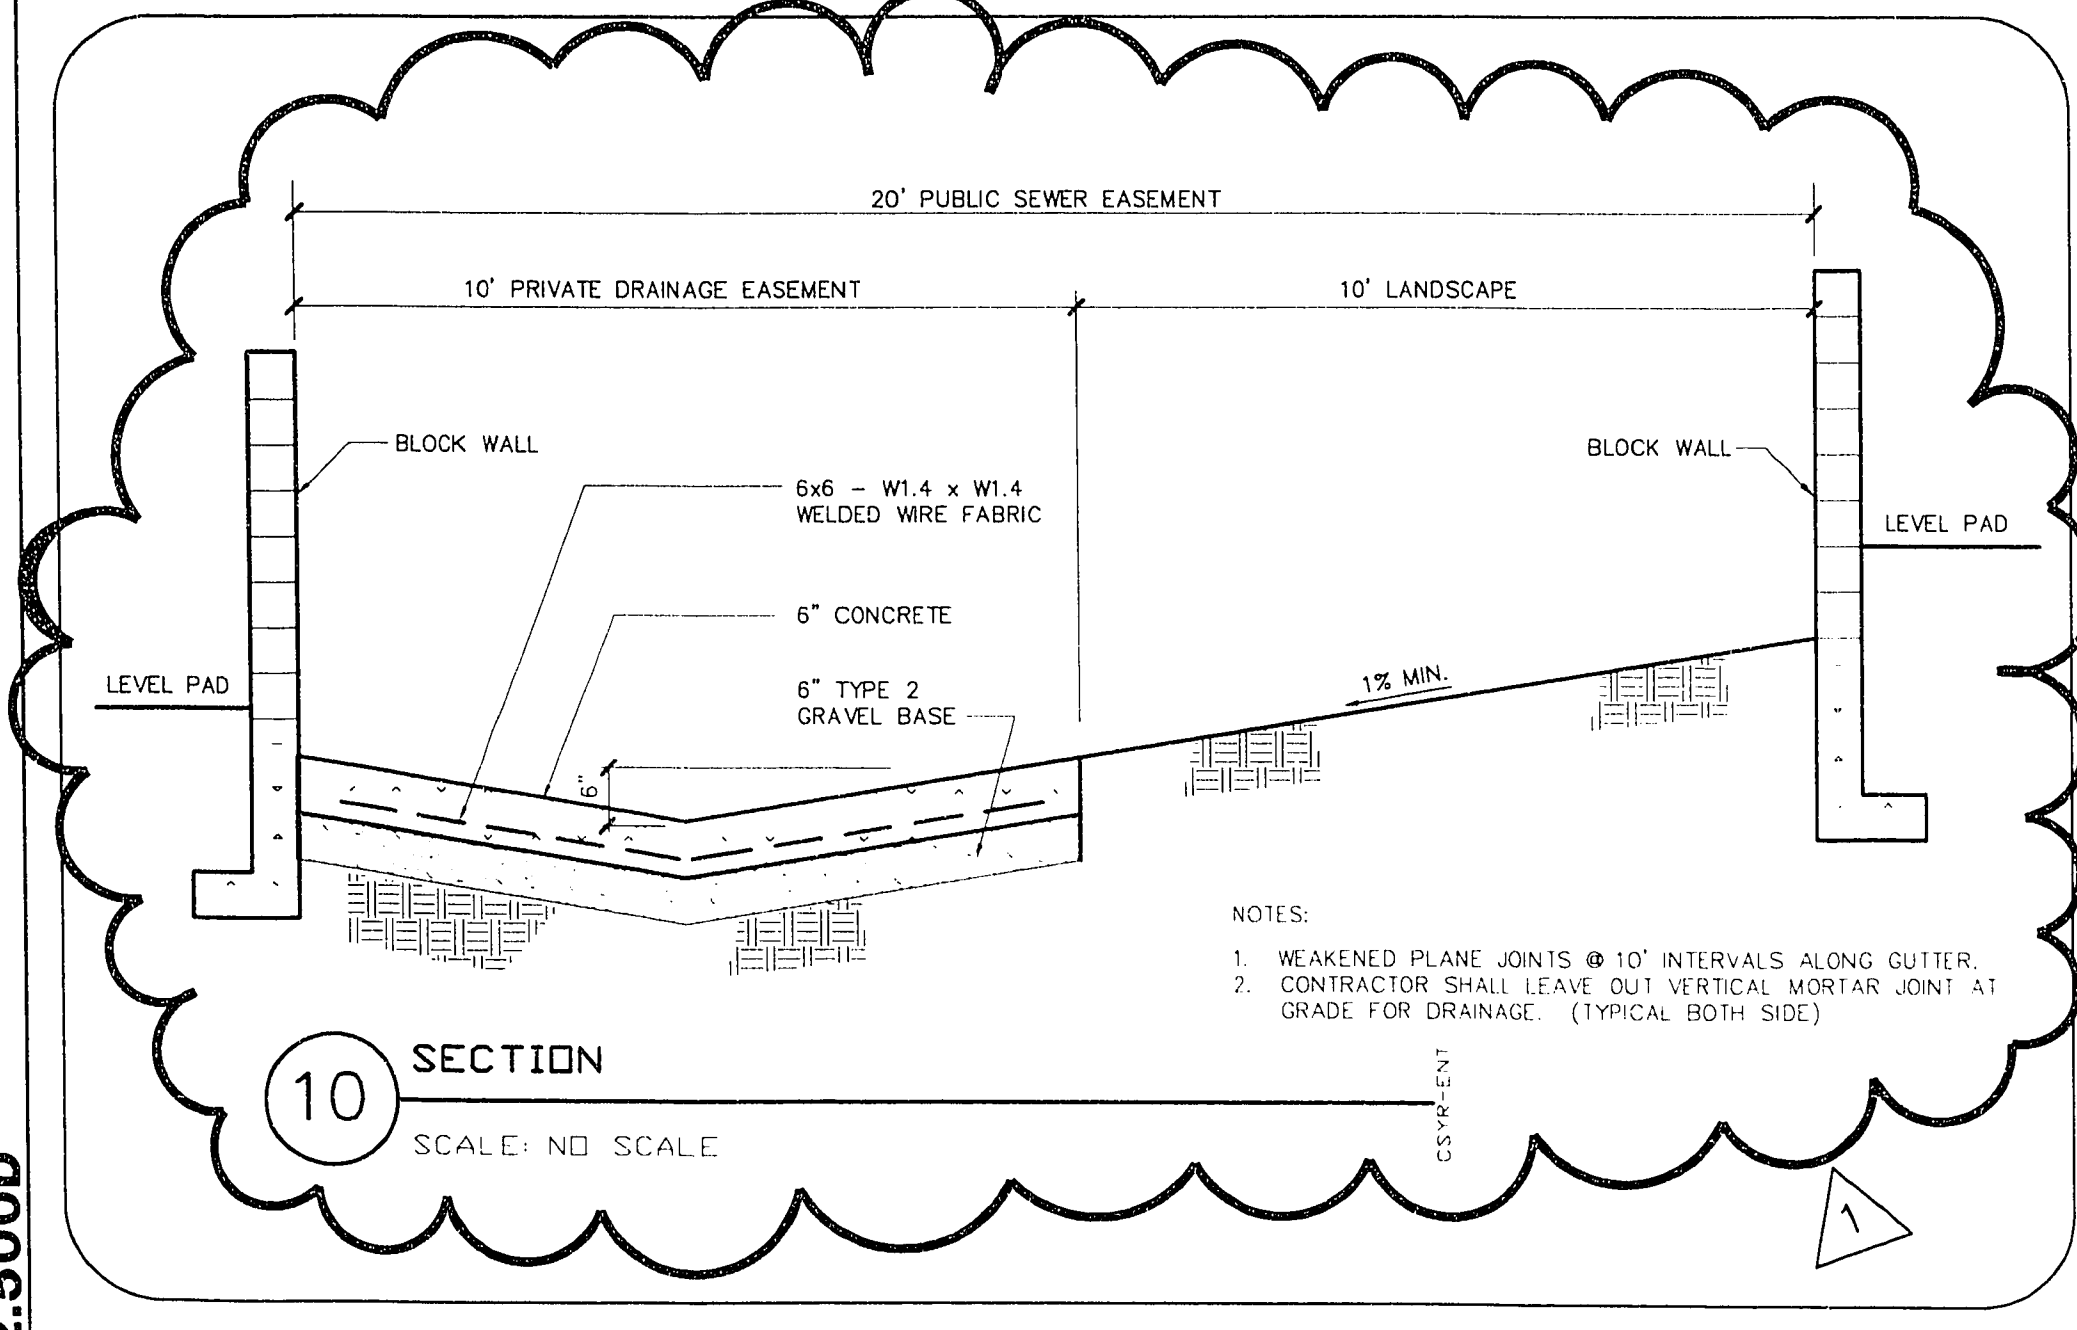 20' PUBLIC SEWER EASEMENT
10' PRIVATE DRAINAGE EASEMENT
10' LANDSCAPE
BLOCK WALL
BLOCK WALL
6x6 - W1.4 x W1.4
WELDED WIRE FABRIC
LEVEL PAD
6" CONCRETE
LEVEL PAD
6" TYPE 2
GRAVEL BASE
1% MIN.
6"
NOTES:
1. WEAKENED PLANE JOINTS @ 10' INTERVALS ALONG GUTTER.
2. CONTRACTOR SHALL LEAVE OUT VERTICAL MORTAR JOINT AT
GRADE FOR DRAINAGE. (TYPICAL BOTH SIDE)
10
SECTION
SCALE: NO SCALE
CSYR-ENT
1